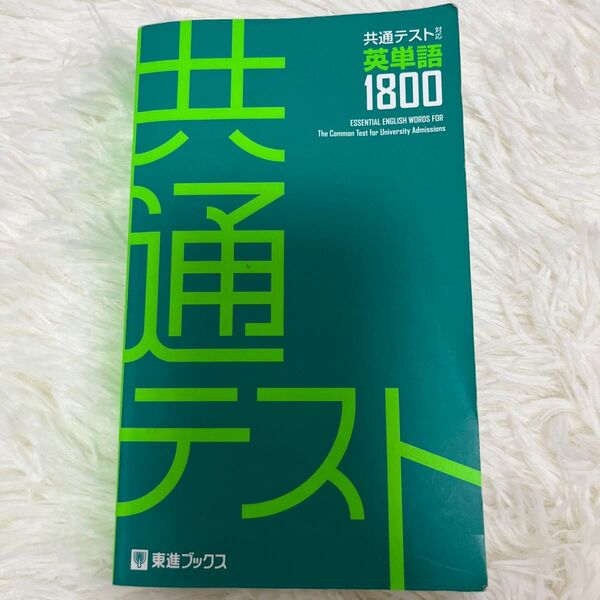 共通テスト対応
英単語
1800
ESSENTIAL ENGLISH WORDS FOR
The Common Test for University Admissions
共
通
テスト
東進ブックス